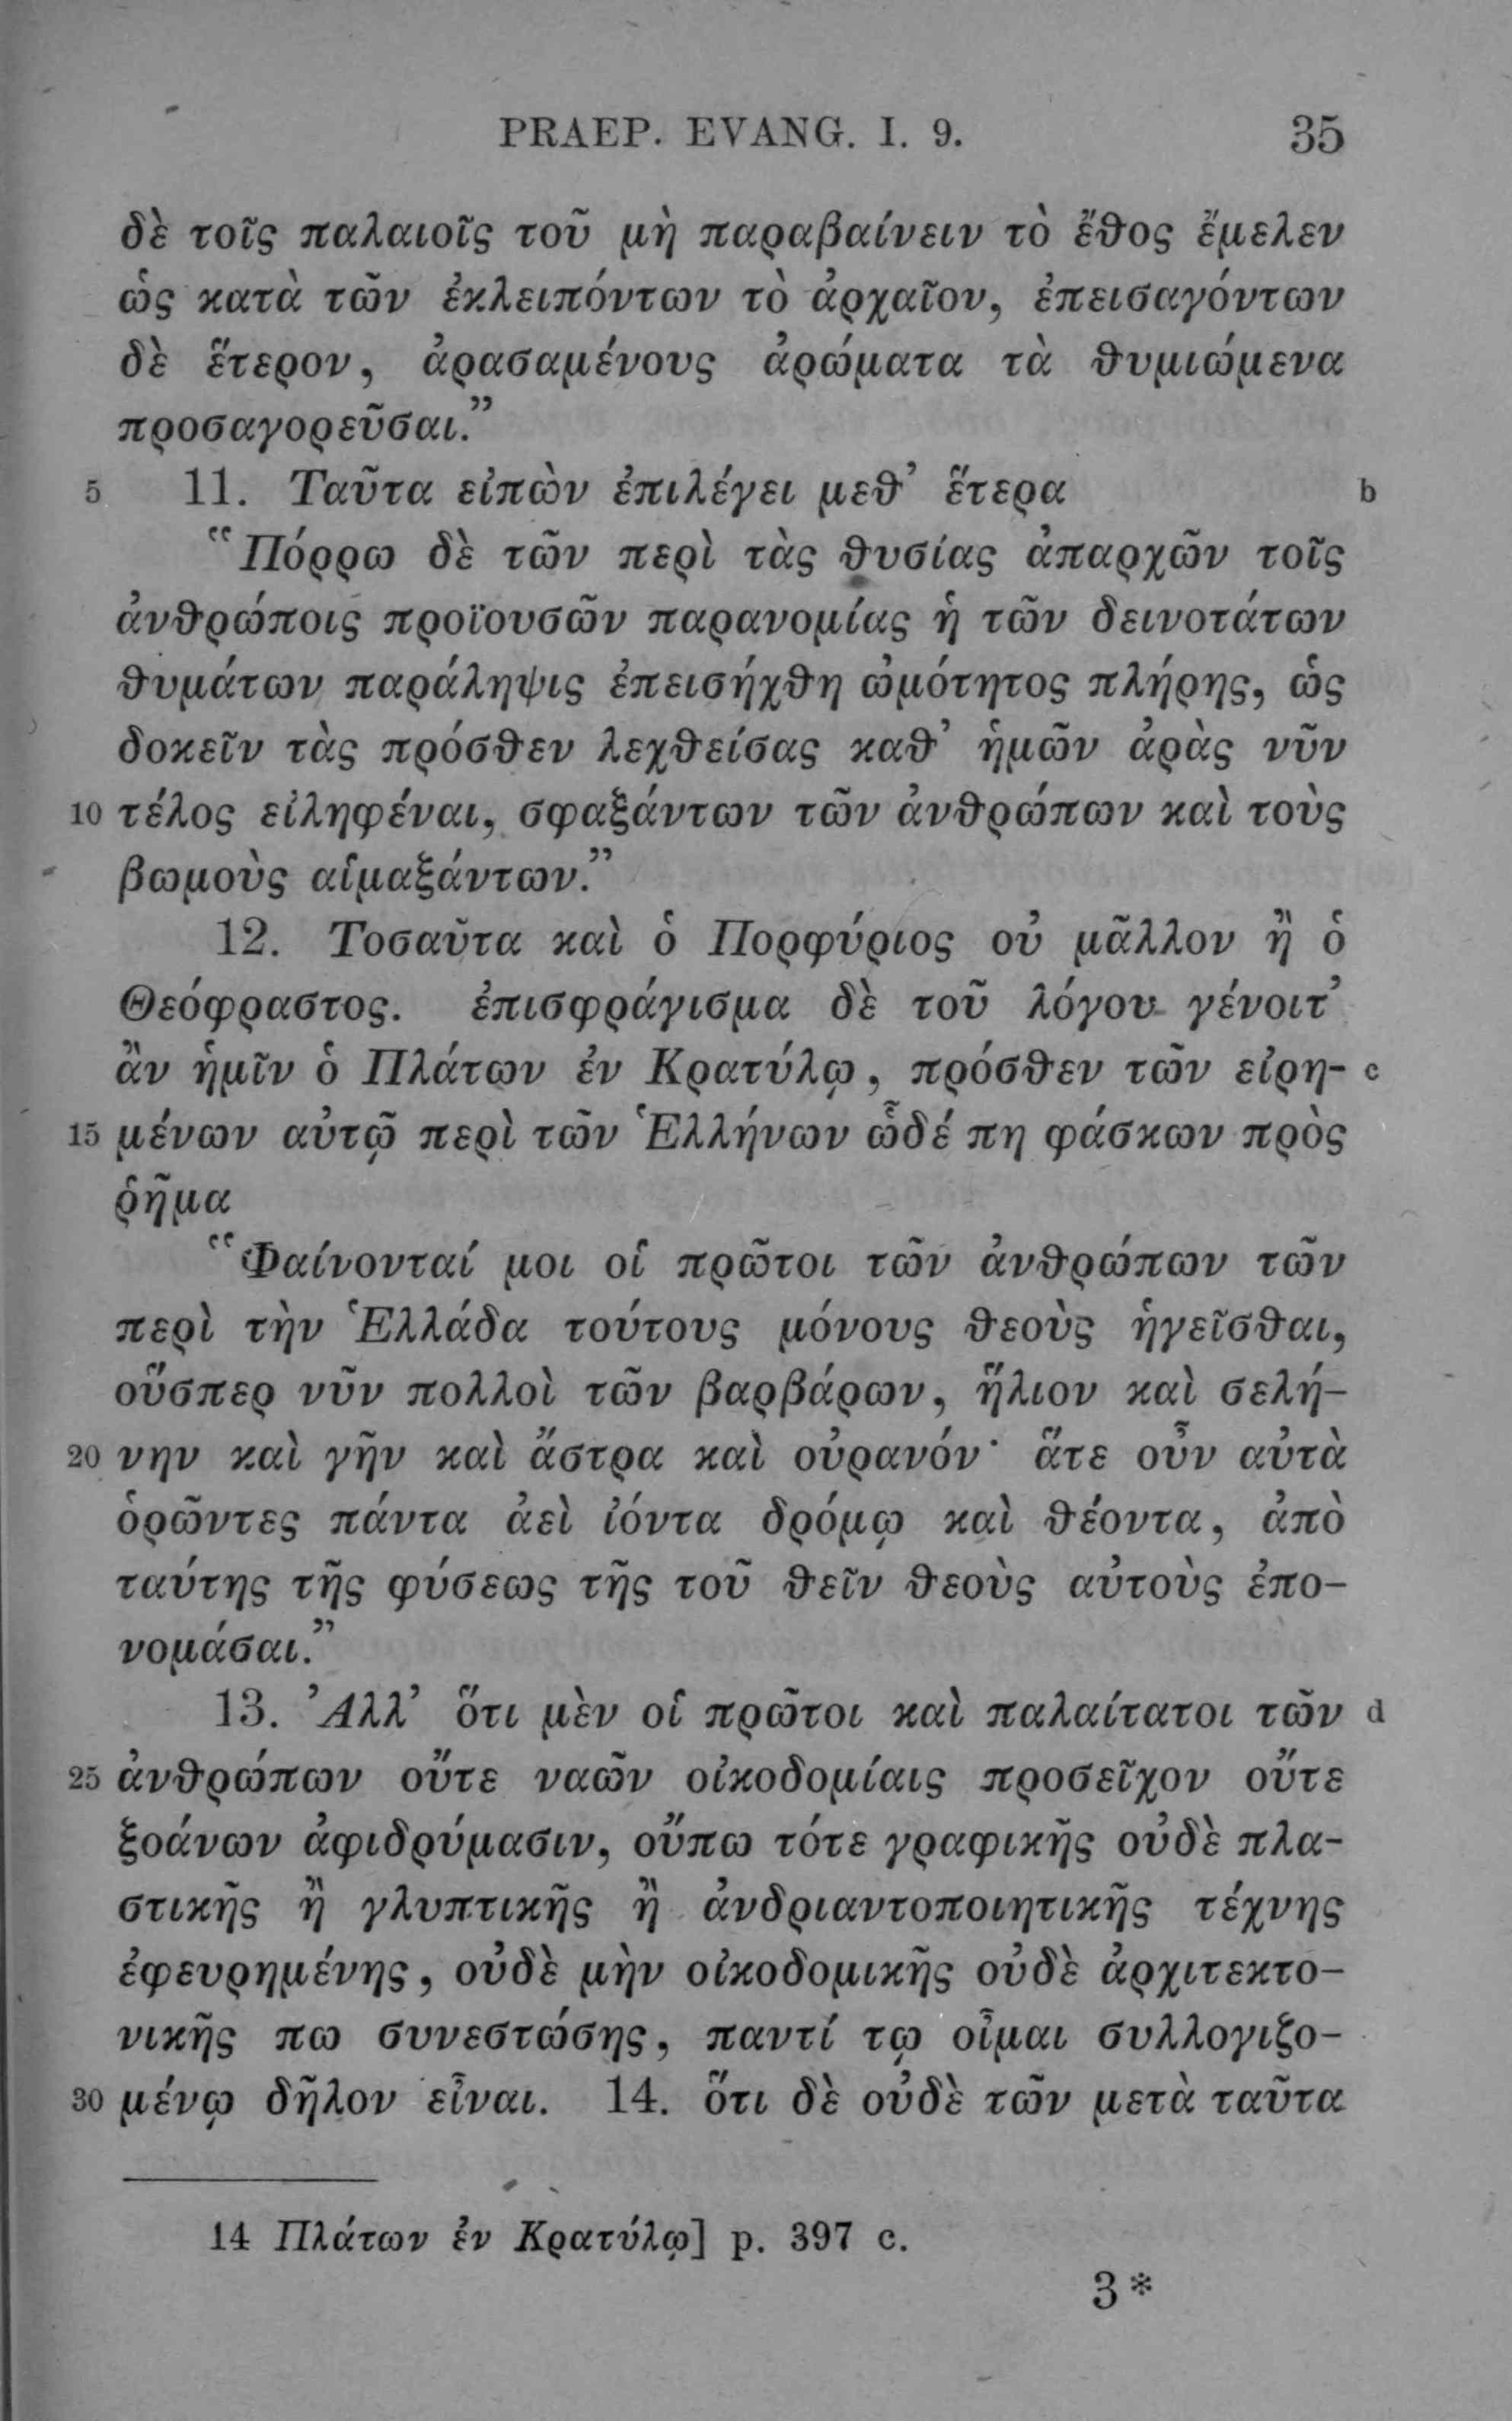 PRAEP. EVANG. I. 9. 35
δὲ τοῖς παλαιοῖς τοῦ μὴ παραβαίνειν τὸ ἔθος ἔμελεν
ὡς κατὰ τῶν ἐκλειπόντων τὸ ἀρχαῖον, ἐπεισαγόντων
δὲ ἕτερον, ἀρασαμένους ἀρώματα τὰ θυμιώμενα
προσαγορεῦσαι.”
5 11. Ταῦτα εἰπὼν ἐπιλέγει μεθ’ ἕτερα b
“Πόρρω δὲ τῶν περὶ τὰς θυσίας ἀπαρχῶν τοῖς
ἀνθρώποις προϊουσῶν παρανομίας ἡ τῶν δεινοτάτων
θυμάτων παράληψις ἐπεισήχθη ὠμότητος πλήρης, ὡς
δοκεῖν τὰς πρόσθεν λεχθείσας καθ’ ἡμῶν ἀρὰς νῦν
10 τέλος εἰληφέναι, σφαξάντων τῶν ἀνθρώπων καὶ τοὺς
βωμοὺς αἱμαξάντων.”
12. Τοσαῦτα καὶ ὁ Πορφύριος οὐ μᾶλλον ἢ ὁ
Θεόφραστος. ἐπισφράγισμα δὲ τοῦ λόγου γένοιτ’
ἂν ἡμῖν ὁ Πλάτων ἐν Κρατύλῳ, πρόσθεν τῶν εἰρη- c
15 μένων αὐτῷ περὶ τῶν Ἑλλήνων ὧδέ πη φάσκων πρὸς
ῥῆμα
“Φαίνονταί μοι οἱ πρῶτοι τῶν ἀνθρώπων τῶν
περὶ τὴν Ἑλλάδα τούτους μόνους θεοὺς ἡγεῖσθαι,
οὕσπερ νῦν πολλοὶ τῶν βαρβάρων, ἥλιον καὶ σελή-
20 νην καὶ γῆν καὶ ἄστρα καὶ οὐρανόν· ἅτε οὖν αὐτὰ
ὁρῶντες πάντα ἀεὶ ἰόντα δρόμῳ καὶ θέοντα, ἀπὸ
ταύτης τῆς φύσεως τῆς τοῦ θεῖν θεοὺς αὐτοὺς ἐπο-
νομάσαι.”
13. Ἀλλ’ ὅτι μὲν οἱ πρῶτοι καὶ παλαίτατοι τῶν d
25 ἀνθρώπων οὔτε ναῶν οἰκοδομίαις προσεῖχον οὔτε
ξοάνων ἀφιδρύμασιν, οὔπω τότε γραφικῆς οὐδὲ πλα-
στικῆς ἢ γλυπτικῆς ἢ ἀνδριαντοποιητικῆς τέχνης
ἐφευρημένης, οὐδὲ μὴν οἰκοδομικῆς οὐδὲ ἀρχιτεκτο-
νικῆς πω συνεστώσης, παντί τῳ οἶμαι συλλογιζο-
30 μένῳ δῆλον εἶναι. 14. ὅτι δὲ οὐδὲ τῶν μετὰ ταῦτα
14 Πλάτων ἐν Κρατύλῳ] p. 397 c.
3*